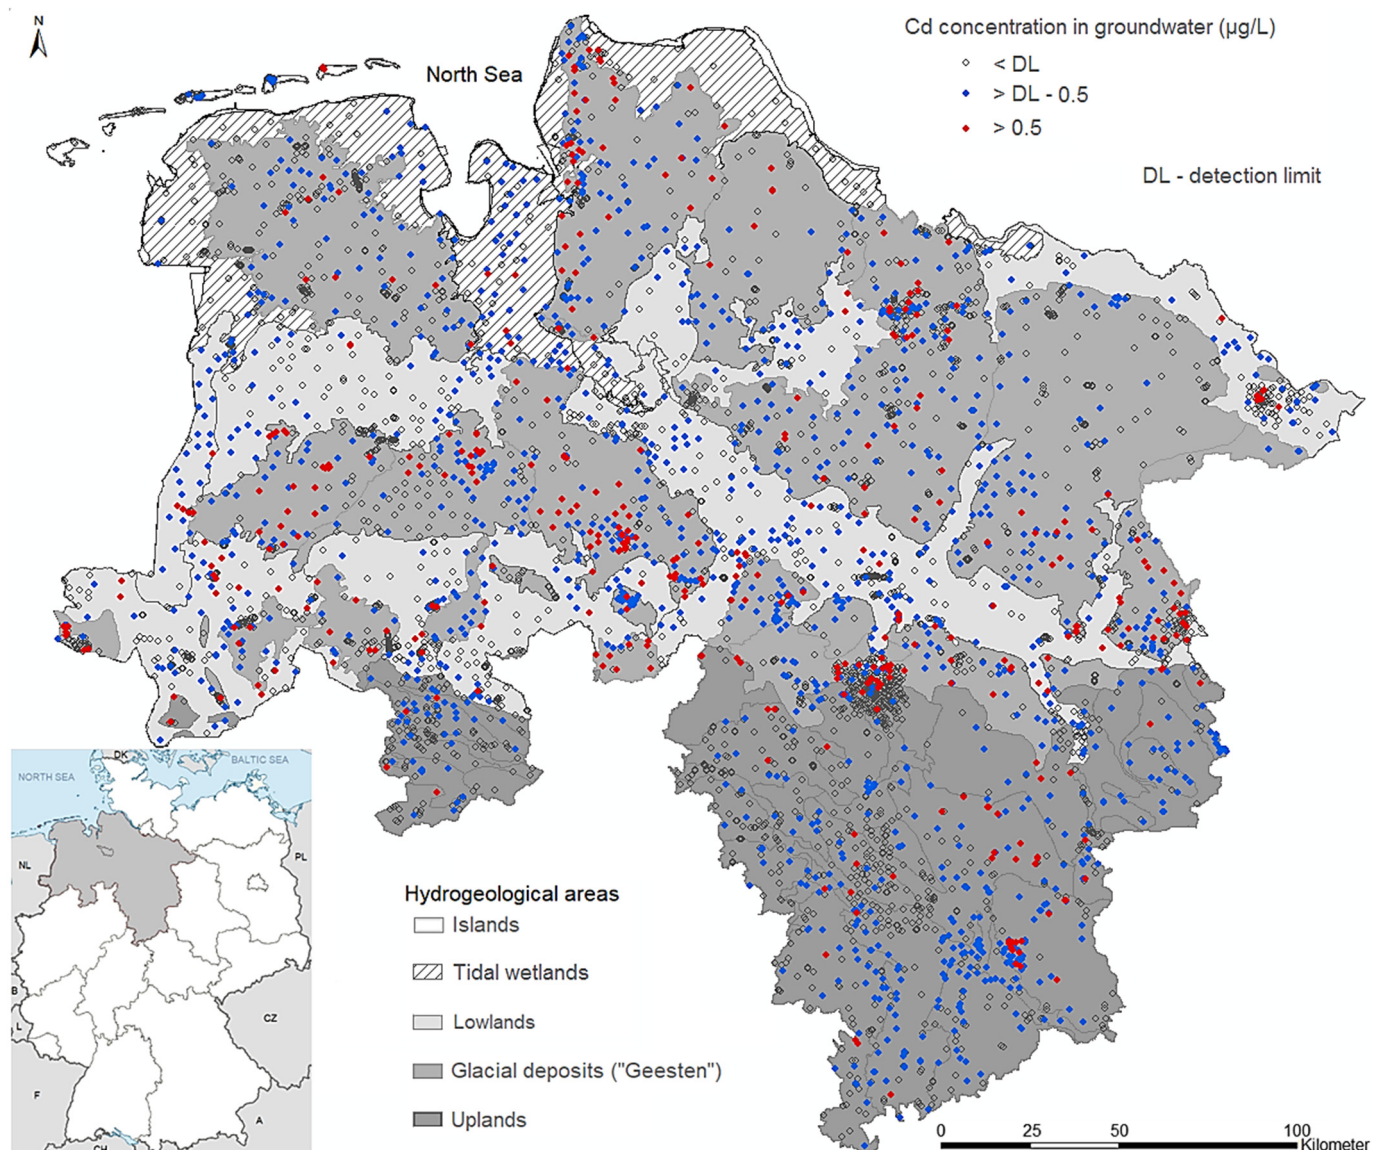 N
North Sea
Cd concentration in groundwater (µg/L)
< DL
> DL - 0.5
> 0.5
DL - detection limit
Hydrogeological areas
Islands
Tidal wetlands
Lowlands
Glacial deposits ("Geesten")
Uplands
DK
NORTH SEA
BALTIC SEA
NL
PL
B
L
CZ
F
A
CH
0 25 50 100
Kilometer